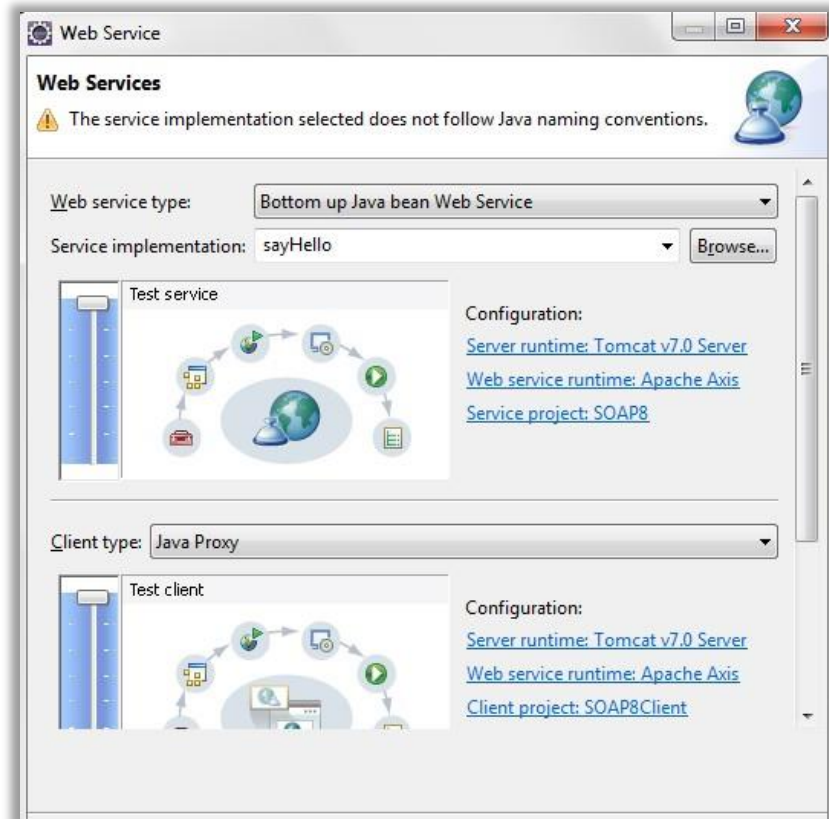 Web Service
Web Services
The service implementation selected does not follow Java naming conventions.
Web service type: Bottom up Java bean Web Service
Service implementation: sayHello Browse...
Test service
Configuration:
Server runtime: Tomcat v7.0 Server
Web service runtime: Apache Axis
Service project: SOAP8
Client type: Java Proxy
Test client
Configuration:
Server runtime: Tomcat v7.0 Server
Web service runtime: Apache Axis
Client project: SOAP8Client